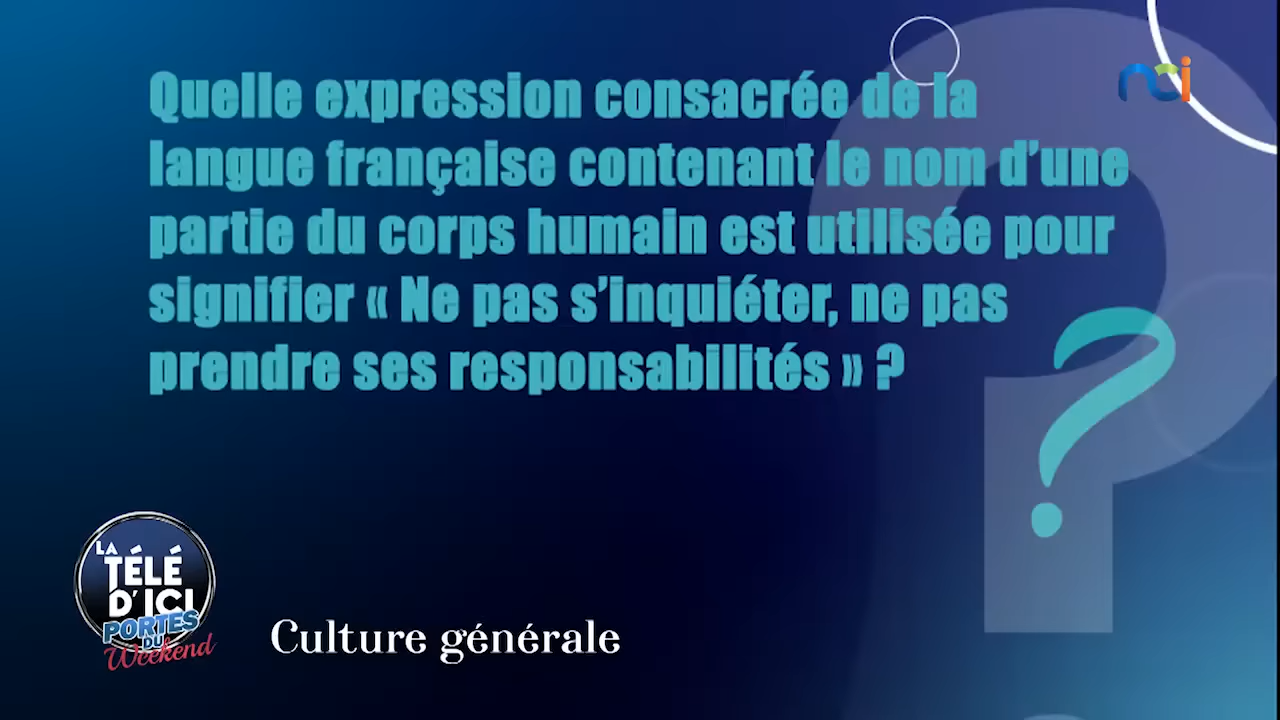 Quelle expression consacrée de la
langue française contenant le nom d'une
partie du corps humain est utilisée pour
signifier « Ne pas s'inquiéter, ne pas
prendre ses responsabilités » ?
nci
LA
TÉLÉ
D'ICI
PORTES
DU
Weekend
Culture générale